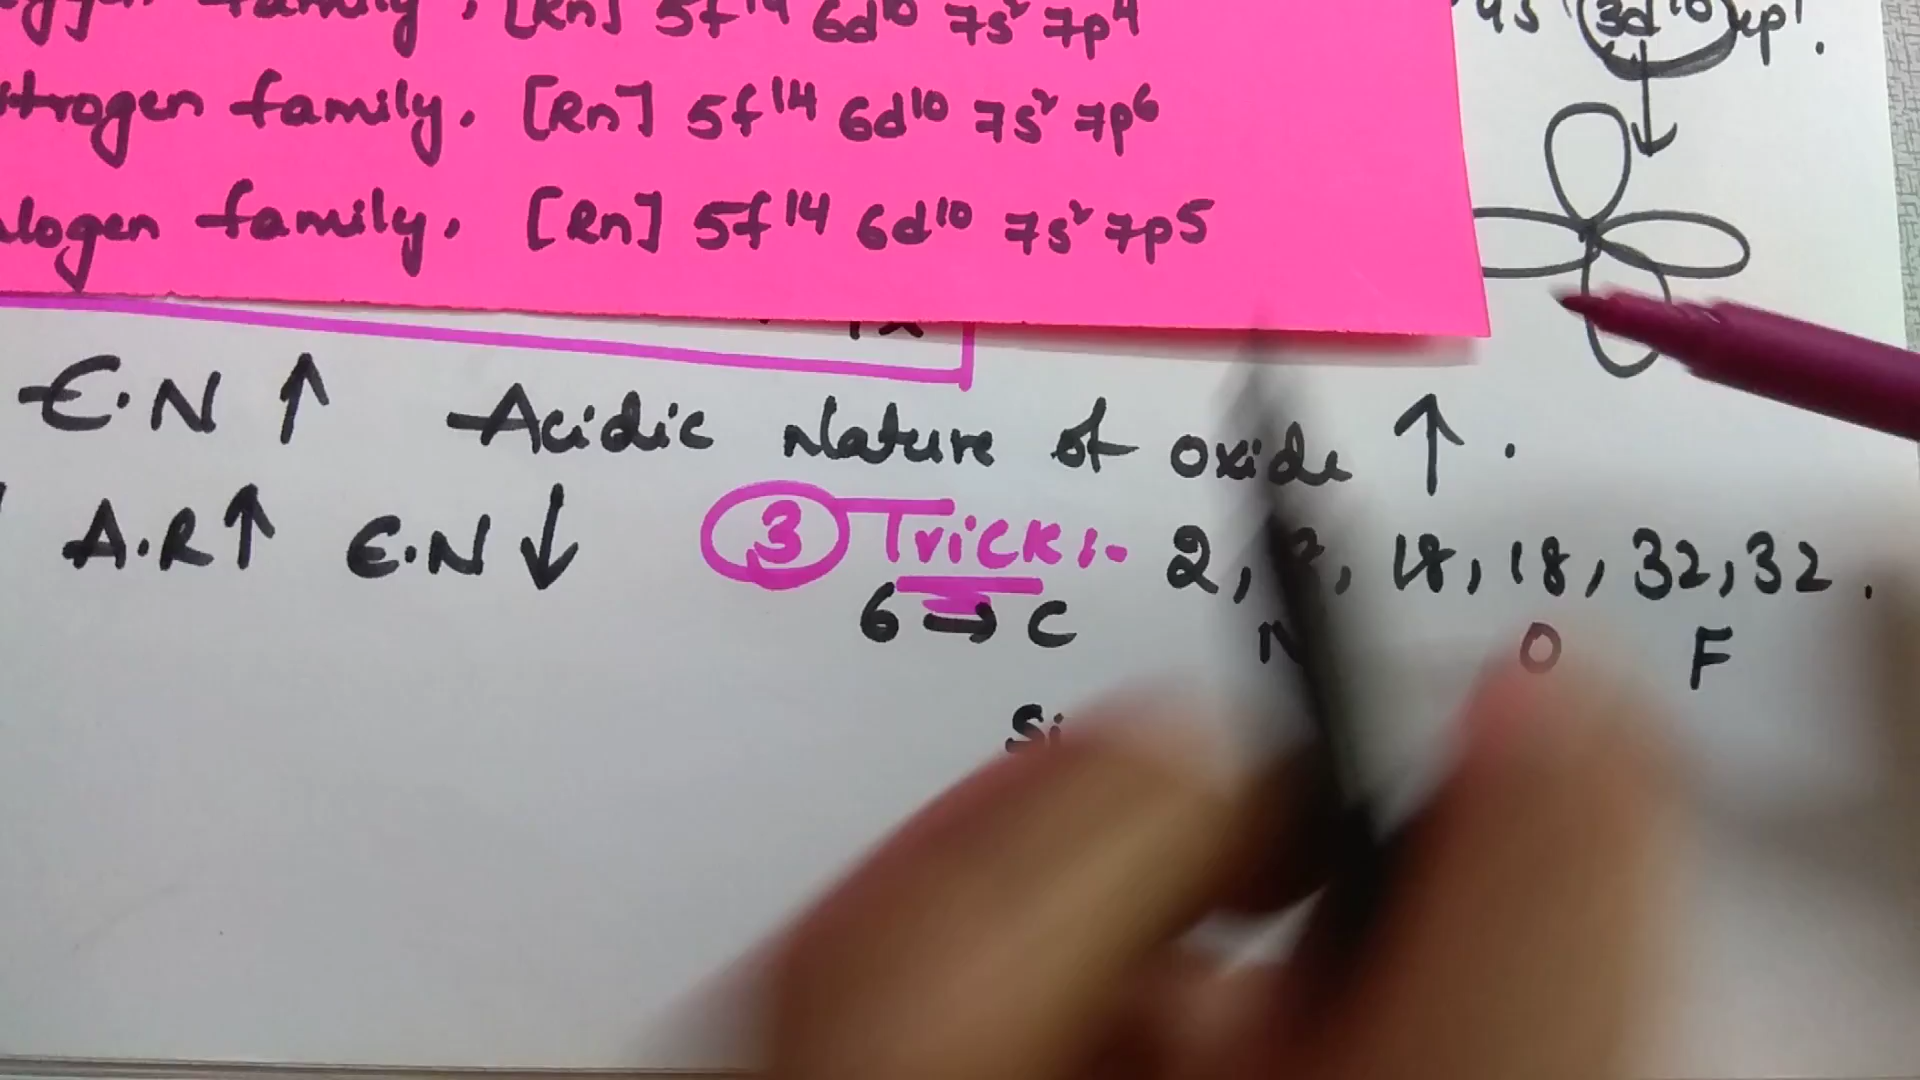 family. [Rn] 5f¹⁴ 6d¹⁰ 7s² 7p⁴
trogen family. [Rn] 5f¹⁴ 6d¹⁰ 7s² 7p⁶
logen family. [Rn] 5f¹⁴ 6d¹⁰ 7s² 7p⁵
4s 3d¹⁰ 4p¹.
E.N ↑ Acidic Nature of oxide ↑.
A.R ↑ E.N ↓
3 Trick:- 2, 18, 18, 32, 32.
6 → C N O F
Si